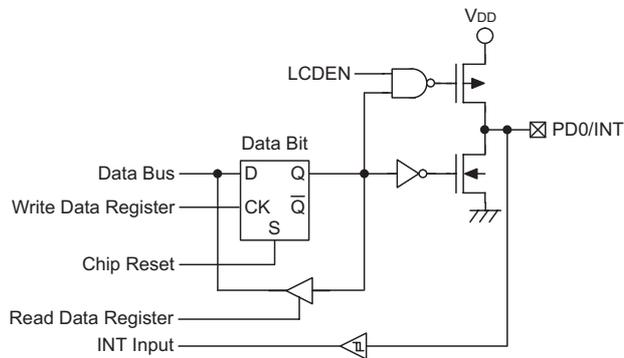 VDD
LCDEN
PD0/INT
Data Bit
Data Bus
D Q
Write Data Register
CK Q̅
S
Chip Reset
Read Data Register
INT Input